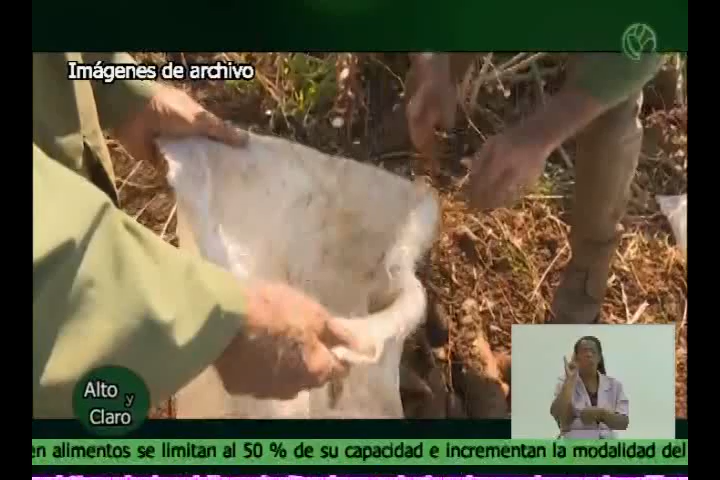 Imágenes de archivo
Alto y
Claro
en alimentos se limitan al 50 % de su capacidad e incrementan la modalidad del